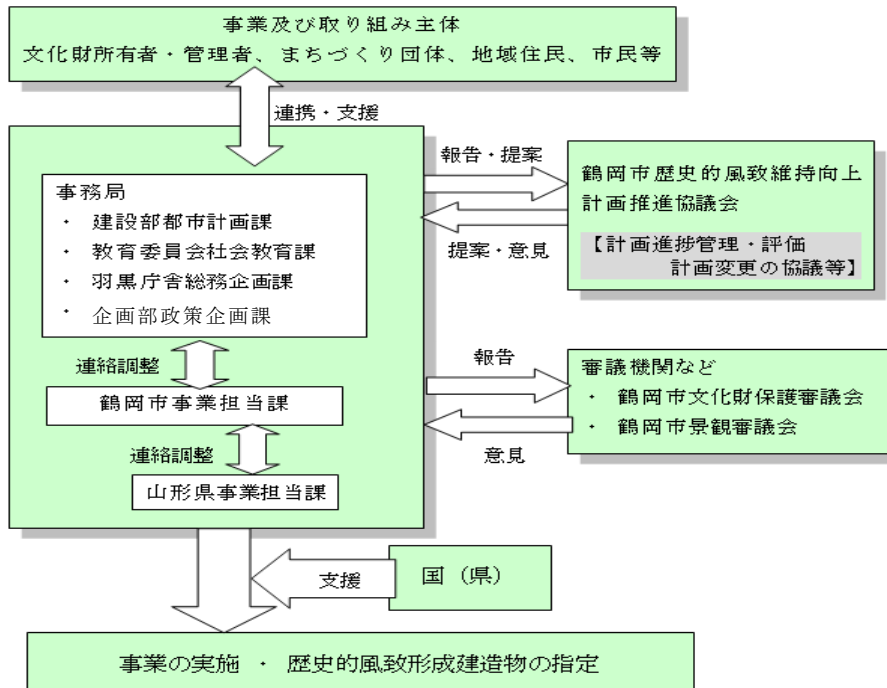 事業及び取り組み主体
文化財所有者・管理者、まちづくり団体、地域住民、市民等
連携・支援
事務局
・ 建設部都市計画課
・ 教育委員会社会教育課
・ 羽黒庁舎総務企画課
・ 企画部政策企画課
連絡調整
鶴岡市事業担当課
連絡調整
山形県事業担当課
報告・提案
提案・意見
鶴岡市歴史的風致維持向上
計画推進協議会
【計画進捗管理・評価
計画変更の協議等】
報告
意見
審議機関など
・ 鶴岡市文化財保護審議会
・ 鶴岡市景観審議会
支援
国（県）
事業の実施 ・ 歴史的風致形成建造物の指定